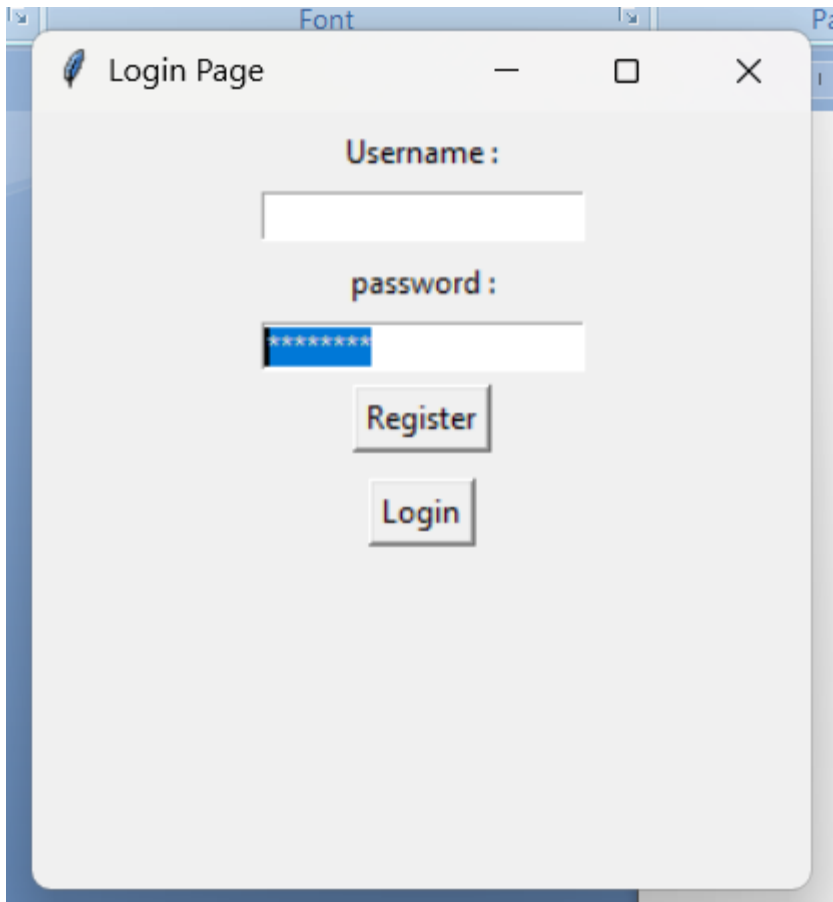 Font
Pa
Login Page
Username :
password :
********
Register
Login